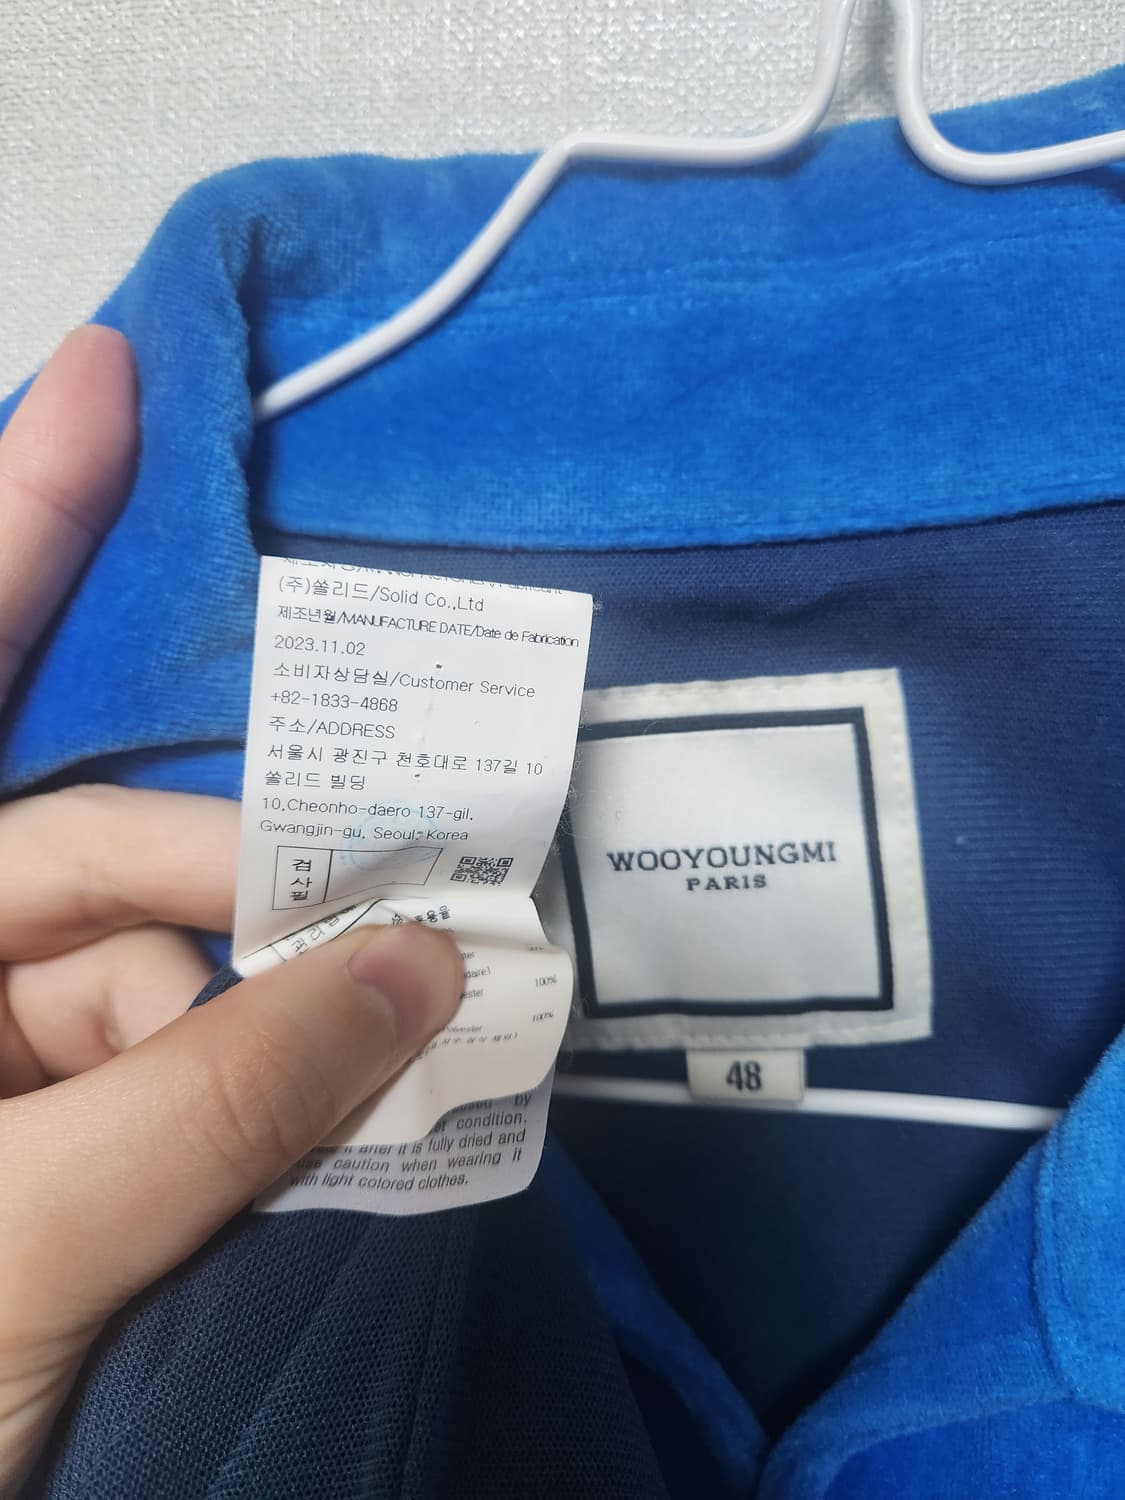 (주)쏠리드/Solid Co.,Ltd
제조년월/MANUFACTURE DATE/Date de Fabrication
2023.11.02
소비자상담실/Customer Service
+82-1833-4868
주소/ADDRESS
서울시 광진구 천호대로 137길 10
쏠리드 빌딩
10,Cheonho-daero 137-gil,
Gwangjin-gu, Seoul, Korea
검사필
100%
100%
Polyester
by
condition.
it after it is fully dried and
use caution when wearing it
with light colored clothes.
WOOYOUNGMI
PARIS
48